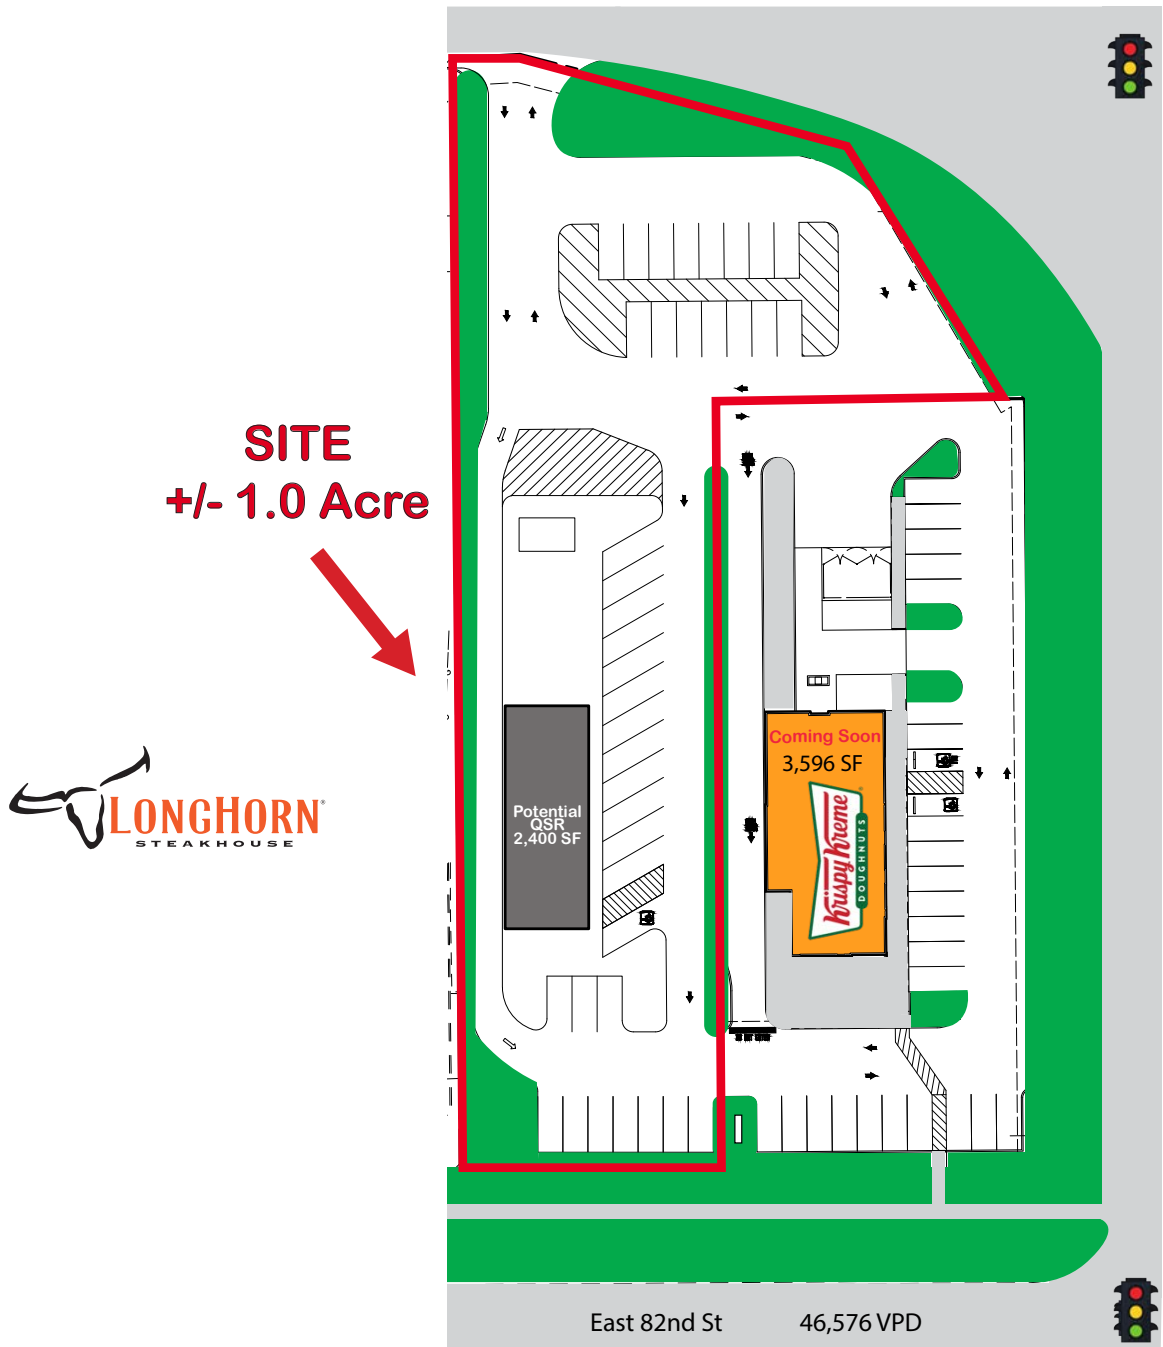 SITE
+/- 1.0 Acre
LONGHORN®
STEAKHOUSE
Potential
QSR
2,400 SF
Coming Soon
3,596 SF
Krispy Kreme
DOUGHNUTS
East 82nd St 46,576 VPD